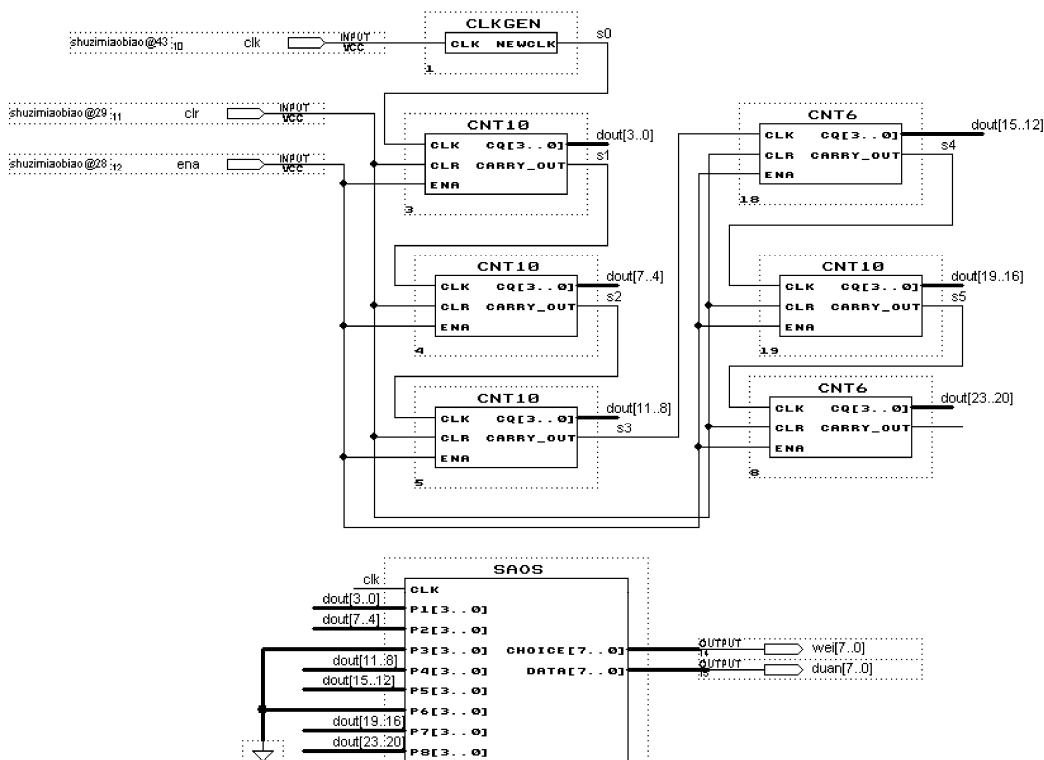 CLKGEN
shuzimiaobiao@43 :10 clk INPUT VCC
CLK NEWCLK
s0
1
shuzimiaobiao@29 :11 clr INPUT VCC
shuzimiaobiao@28 :12 ena INPUT VCC
CNT10
CLK CQ[3..0]
CLR CARRY_OUT
ENA
dout[3..0]
s1
3
CNT10
CLK CQ[3..0]
CLR CARRY_OUT
ENA
dout[7..4]
s2
4
CNT10
CLK CQ[3..0]
CLR CARRY_OUT
ENA
dout[11..8]
s3
5
CNT6
CLK CQ[3..0]
CLR CARRY_OUT
ENA
dout[15..12]
s4
18
CNT10
CLK CQ[3..0]
CLR CARRY_OUT
ENA
dout[19..16]
s5
19
CNT6
CLK CQ[3..0]
CLR CARRY_OUT
ENA
dout[23..20]
8
SAOS
clk CLK
dout[3..0] P1[3..0]
dout[7..4] P2[3..0]
P3[3..0] CHOICE[7..0] OUTPUT 14 wei[7..0]
dout[11..8] P4[3..0] DATA[7..0] OUTPUT 15 duan[7..0]
dout[15..12] P5[3..0]
P6[3..0]
dout[19..16] P7[3..0]
dout[23..20] P8[3..0]